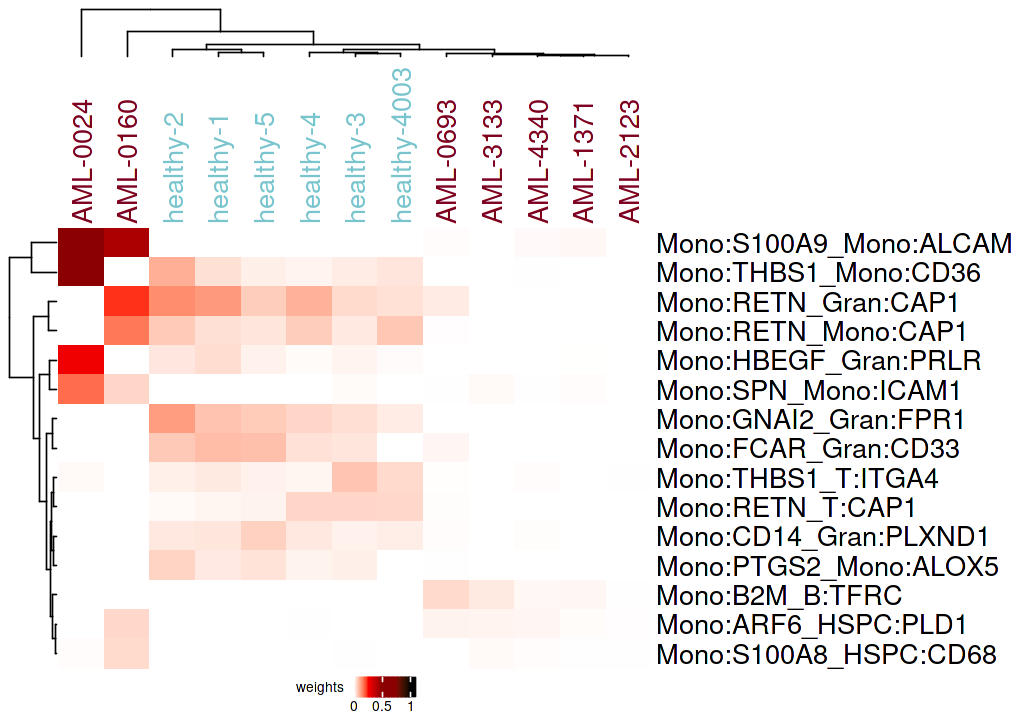 AML-0024
AML-0160
healthy-2
healthy-1
healthy-5
healthy-4
healthy-3
healthy-4003
AML-0693
AML-3133
AML-4340
AML-1371
AML-2123
Mono:S100A9_Mono:ALCAM
Mono:THBS1_Mono:CD36
Mono:RETN_Gran:CAP1
Mono:RETN_Mono:CAP1
Mono:HBEGF_Gran:PRLR
Mono:SPN_Mono:ICAM1
Mono:GNAI2_Gran:FPR1
Mono:FCAR_Gran:CD33
Mono:THBS1_T:ITGA4
Mono:RETN_T:CAP1
Mono:CD14_Gran:PLXND1
Mono:PTGS2_Mono:ALOX5
Mono:B2M_B:TFRC
Mono:ARF6_HSPC:PLD1
Mono:S100A8_HSPC:CD68
weights
0 0.5 1